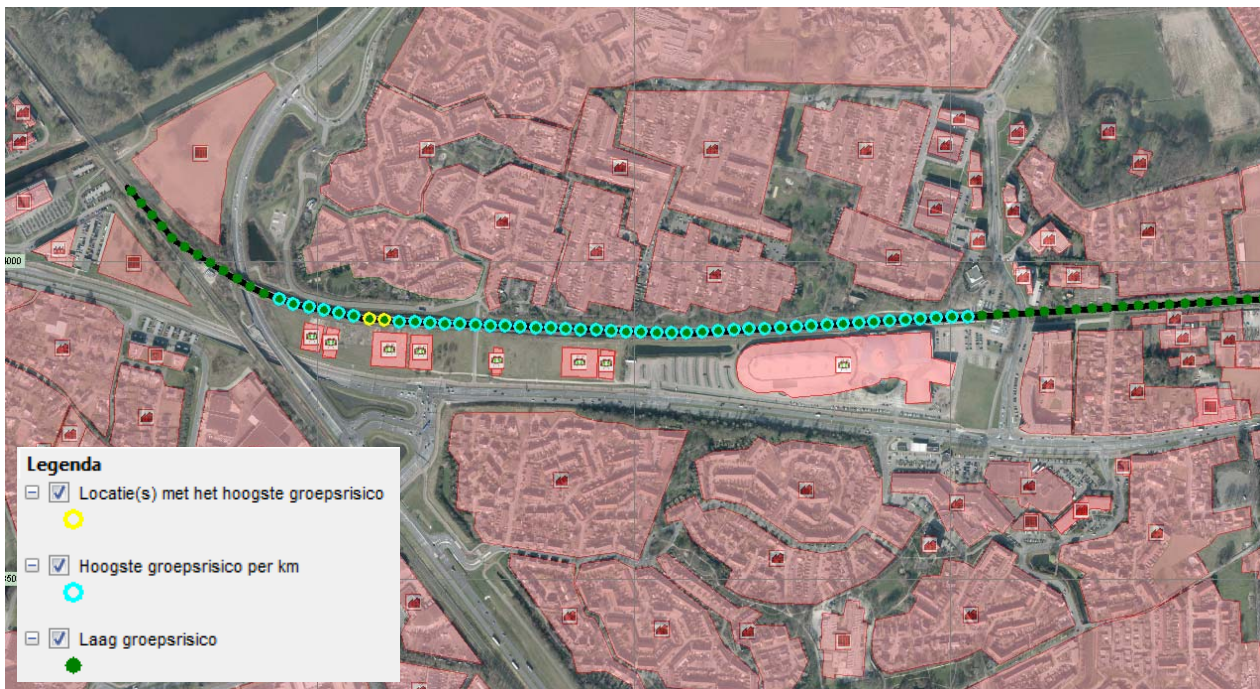 Legenda
Locatie(s) met het hoogste groepsrisico
Hoogste groepsrisico per km
Laag groepsrisico